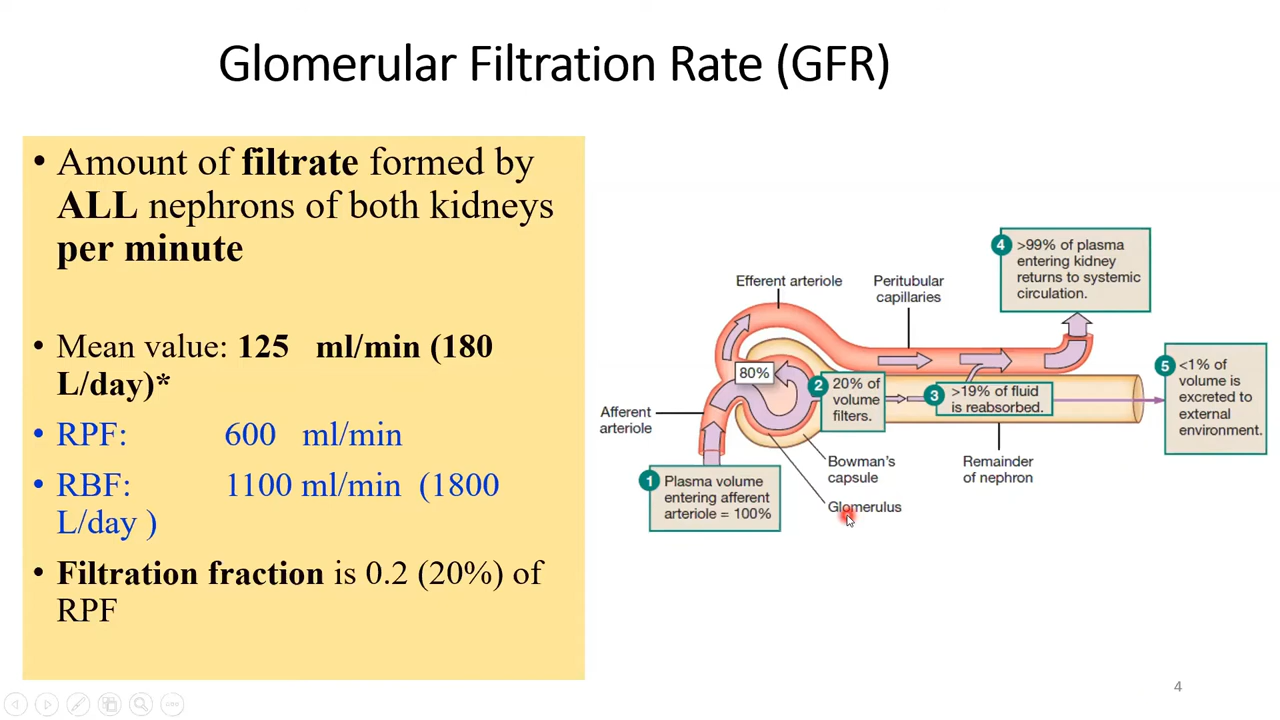 Glomerular Filtration Rate (GFR)
• Amount of filtrate formed by
ALL nephrons of both kidneys
per minute
• Mean value: 125 ml/min (180
L/day)*
• RPF: 600 ml/min
• RBF: 1100 ml/min (1800
L/day )
• Filtration fraction is 0.2 (20%) of
RPF
4 >99% of plasma
entering kidney
returns to systemic
circulation.
Efferent arteriole
Peritubular
capillaries
80%
2 20% of
volume
filters.
3 >19% of fluid
is reabsorbed.
5 <1% of
volume is
excreted to
external
environment.
Afferent
arteriole
Bowman's
capsule
Remainder
of nephron
1 Plasma volume
entering afferent
arteriole = 100%
Glomerulus
4